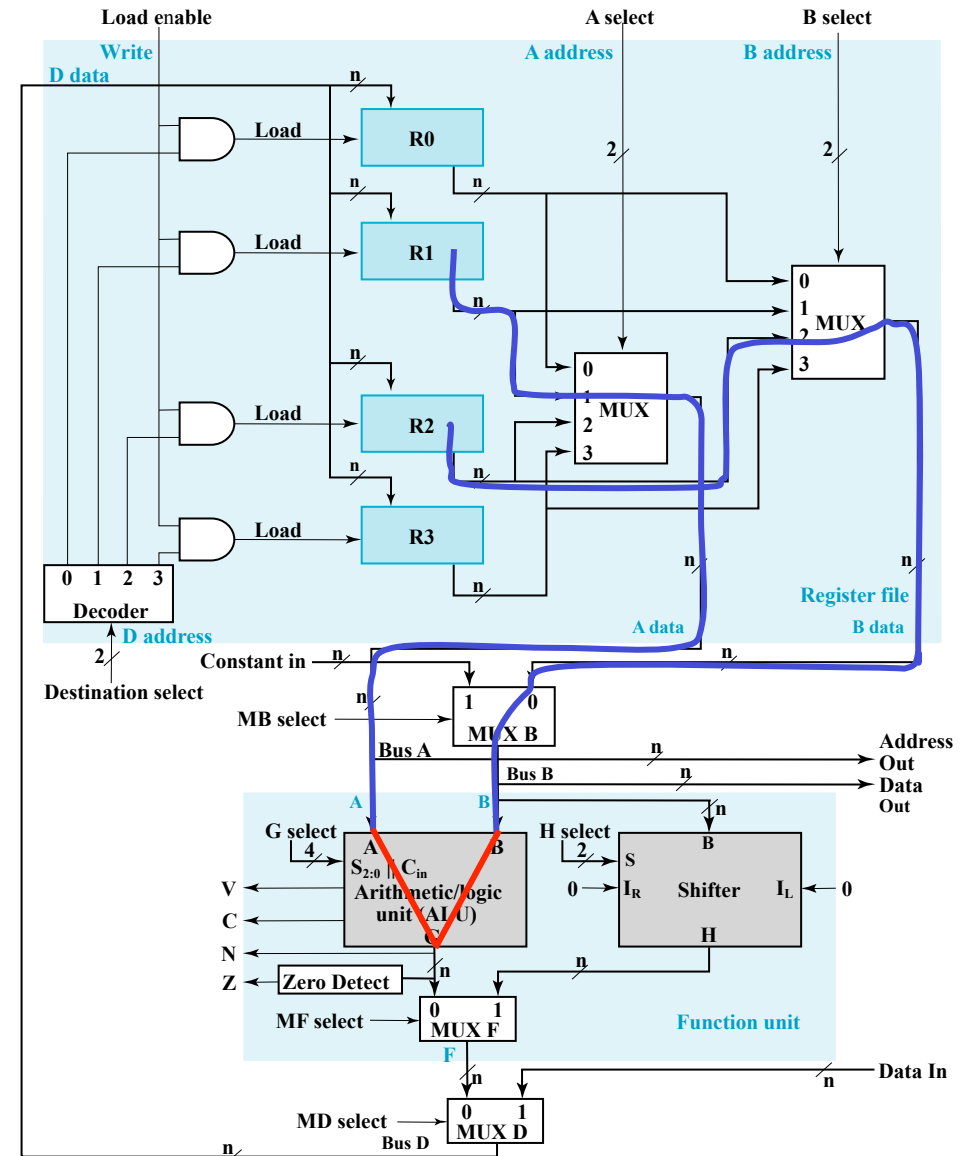 Load enable
A select
B select
Write
A address
B address
D data
n
Load
R0
2
2
n
n
Load
R1
0
n
1
MUX
2
n
0
3
1
Load
R2
MUX
2
n
3
n
Load
R3
n
n
0 1 2 3
n
Register file
Decoder
D address
A data
B data
2
Constant in
n
n
Destination select
n
1 0
MB select
MUX B
Address
Bus A
n
Out
Bus B
n
Data
Out
A
B
n
G select
H select
4
A
B
2
B
S2:0 || Cin
S
V
Arithmetic/logic
0
IR
Shifter
IL
0
unit (ALU)
C
G
H
N
n
n
Z
Zero Detect
0 1
MF select
MUX F
Function unit
F
n
Data In
n
0 1
MD select
MUX D
Bus D
n